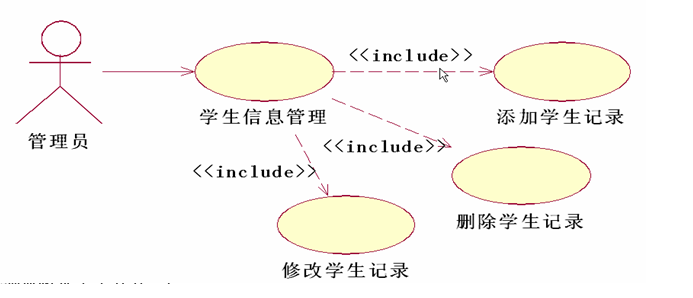 <<include>>
学生信息管理
添加学生记录
管理员
<<include>>
<<include>>
删除学生记录
修改学生记录